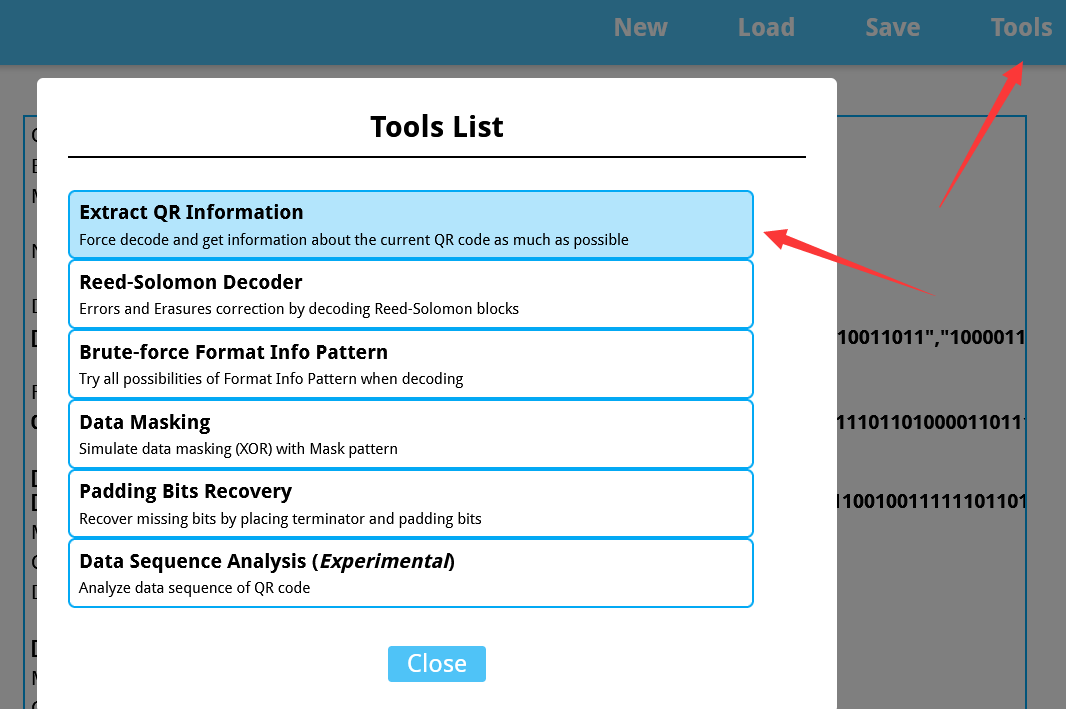 New Load Save Tools
Tools List
Extract QR Information
Force decode and get information about the current QR code as much as possible
Reed-Solomon Decoder
Errors and Erasures correction by decoding Reed-Solomon blocks
10011011","1000011
Brute-force Format Info Pattern
Try all possibilities of Format Info Pattern when decoding
Data Masking
11101101000011011
Simulate data masking (XOR) with Mask pattern
Padding Bits Recovery
1100100111111101101
Recover missing bits by placing terminator and padding bits
Data Sequence Analysis (Experimental)
Analyze data sequence of QR code
Close